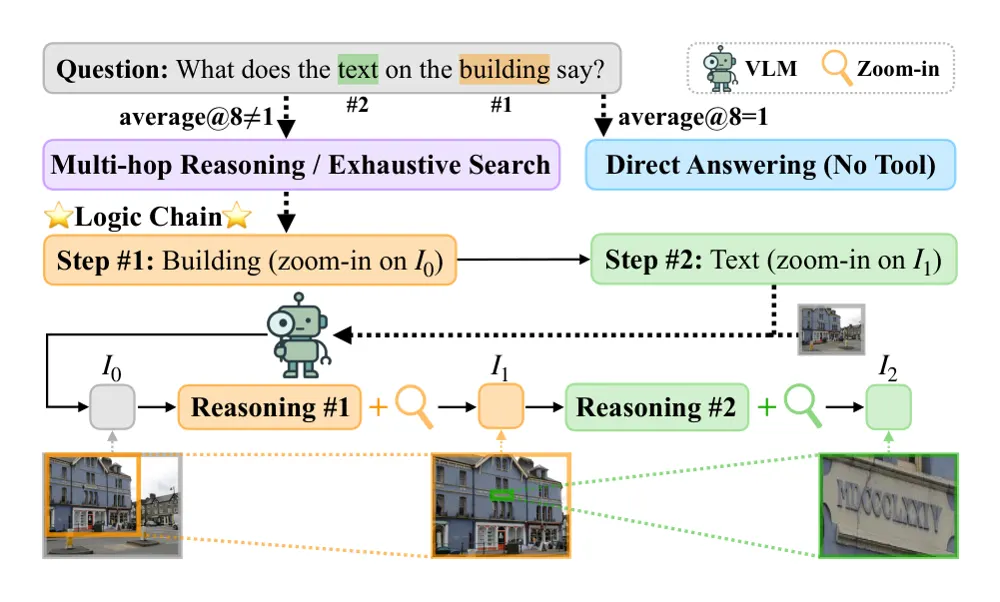 Question: What does the text on the building say?
#2
#1
VLM
Zoom-in
average@8≠1
average@8=1
Multi-hop Reasoning / Exhaustive Search
Direct Answering (No Tool)
⭐Logic Chain⭐
Step #1: Building (zoom-in on I₀)
Step #2: Text (zoom-in on I₁)
I₀
I₁
I₂
Reasoning #1 +
Reasoning #2 +
MDCCCLXXIV